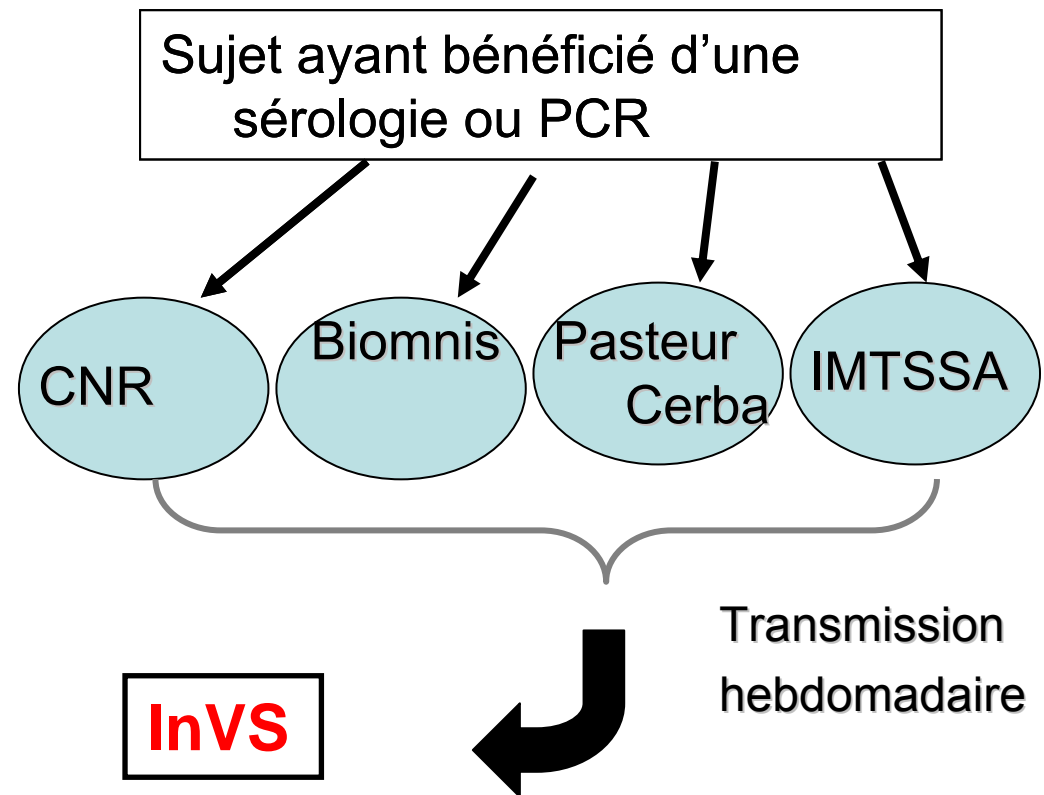 Sujet ayant bénéficié d’une
sérologie ou PCR
CNR
Biomnis
Pasteur
Cerba
IMTSSA
Transmission
hebdomadaire
InVS